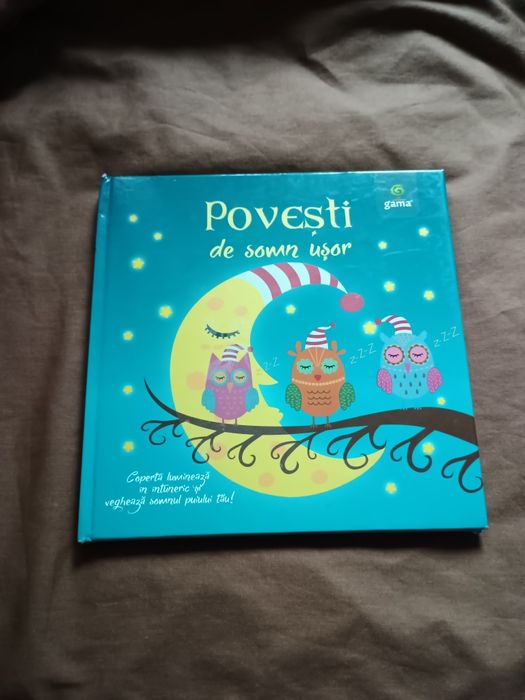 gama
Povești
de somn ușor
z-z-z
z-z-z
z-z-z
Coperta luminează
în întuneric și
veghează somnul puiului tău!